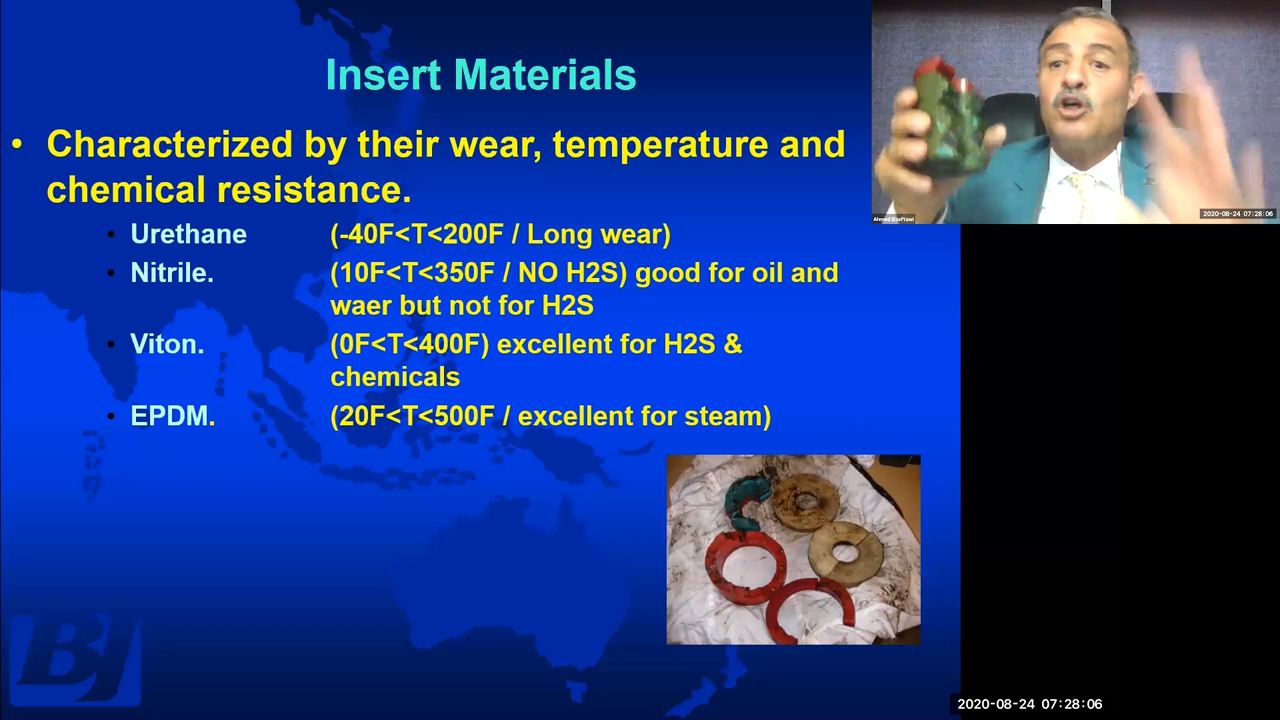 Insert Materials
• Characterized by their wear, temperature and
chemical resistance.
• Urethane (-40F<T<200F / Long wear)
• Nitrile. (10F<T<350F / NO H2S) good for oil and
waer but not for H2S
• Viton. (0F<T<400F) excellent for H2S &
chemicals
• EPDM. (20F<T<500F / excellent for steam)
BJ
Ahmed
2020-08-24 07:28:06
2020-08-24 07:28:06